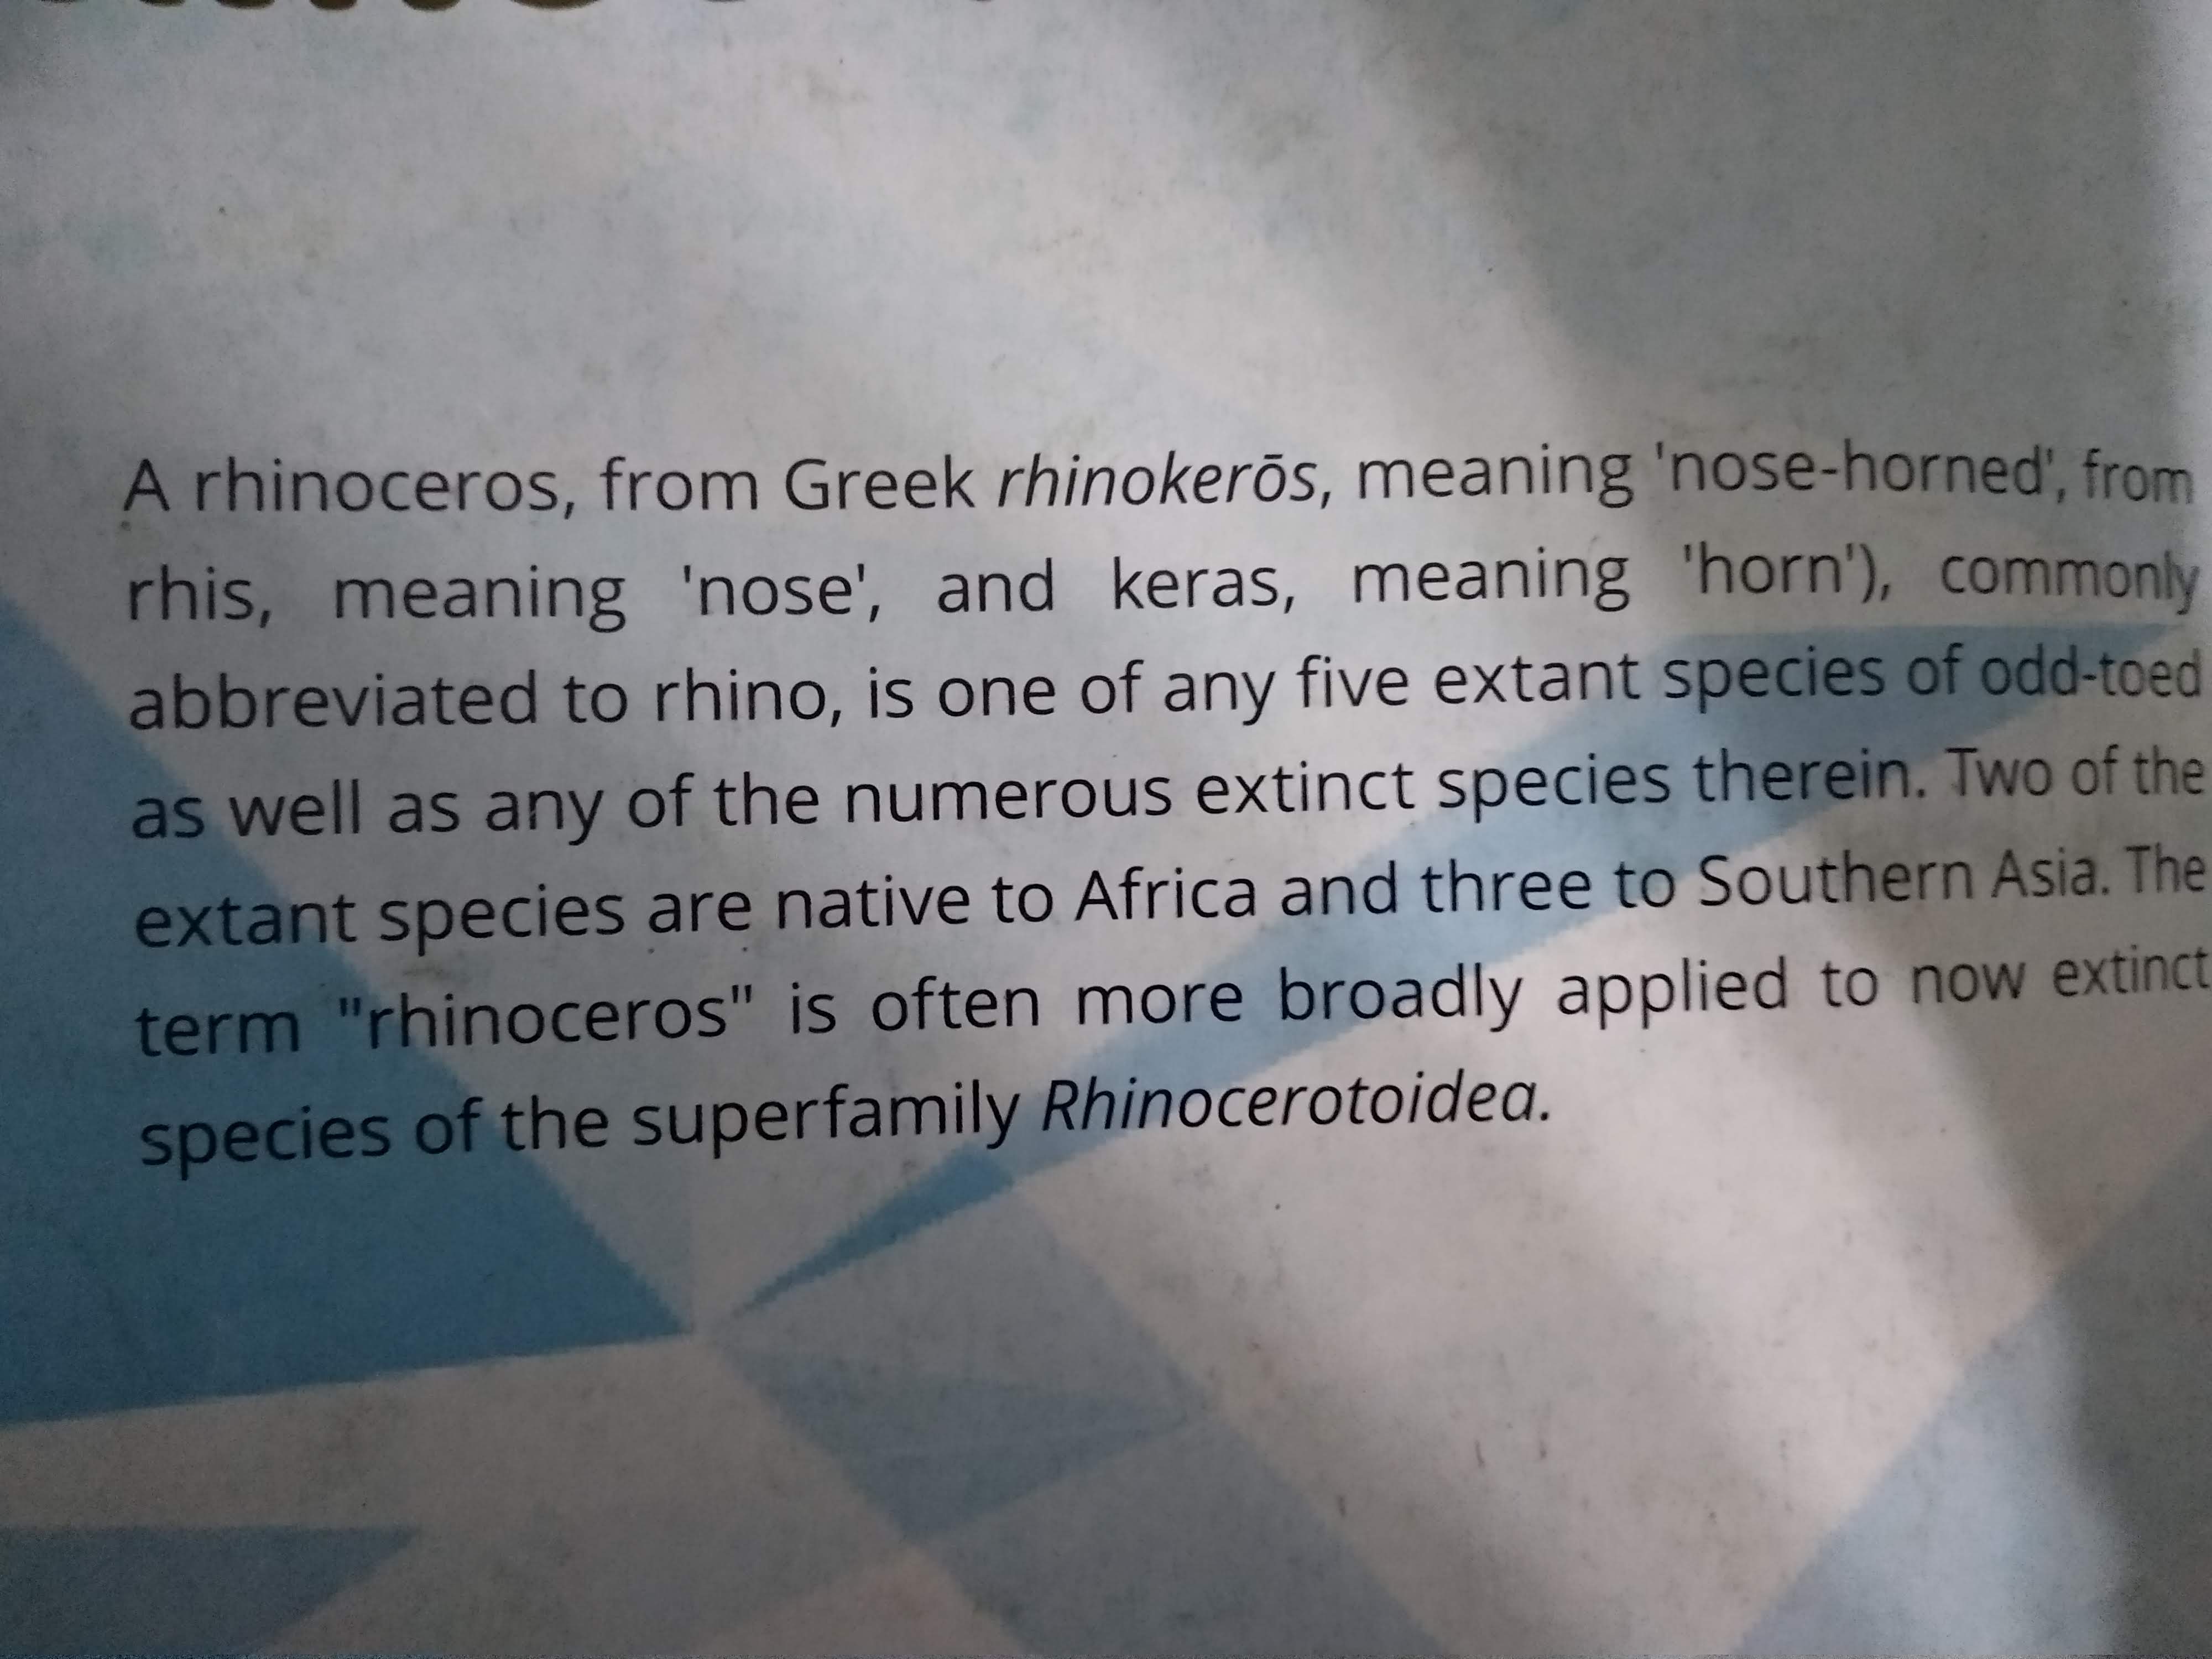 A rhinoceros, from Greek rhinokerōs, meaning 'nose-horned', from
rhis, meaning 'nose', and keras, meaning 'horn'), commonly
abbreviated to rhino, is one of any five extant species of odd-toed
as well as any of the numerous extinct species therein. Two of the
extant species are native to Africa and three to Southern Asia. The
term "rhinoceros" is often more broadly applied to now extinct
species of the superfamily Rhinocerotoidea.